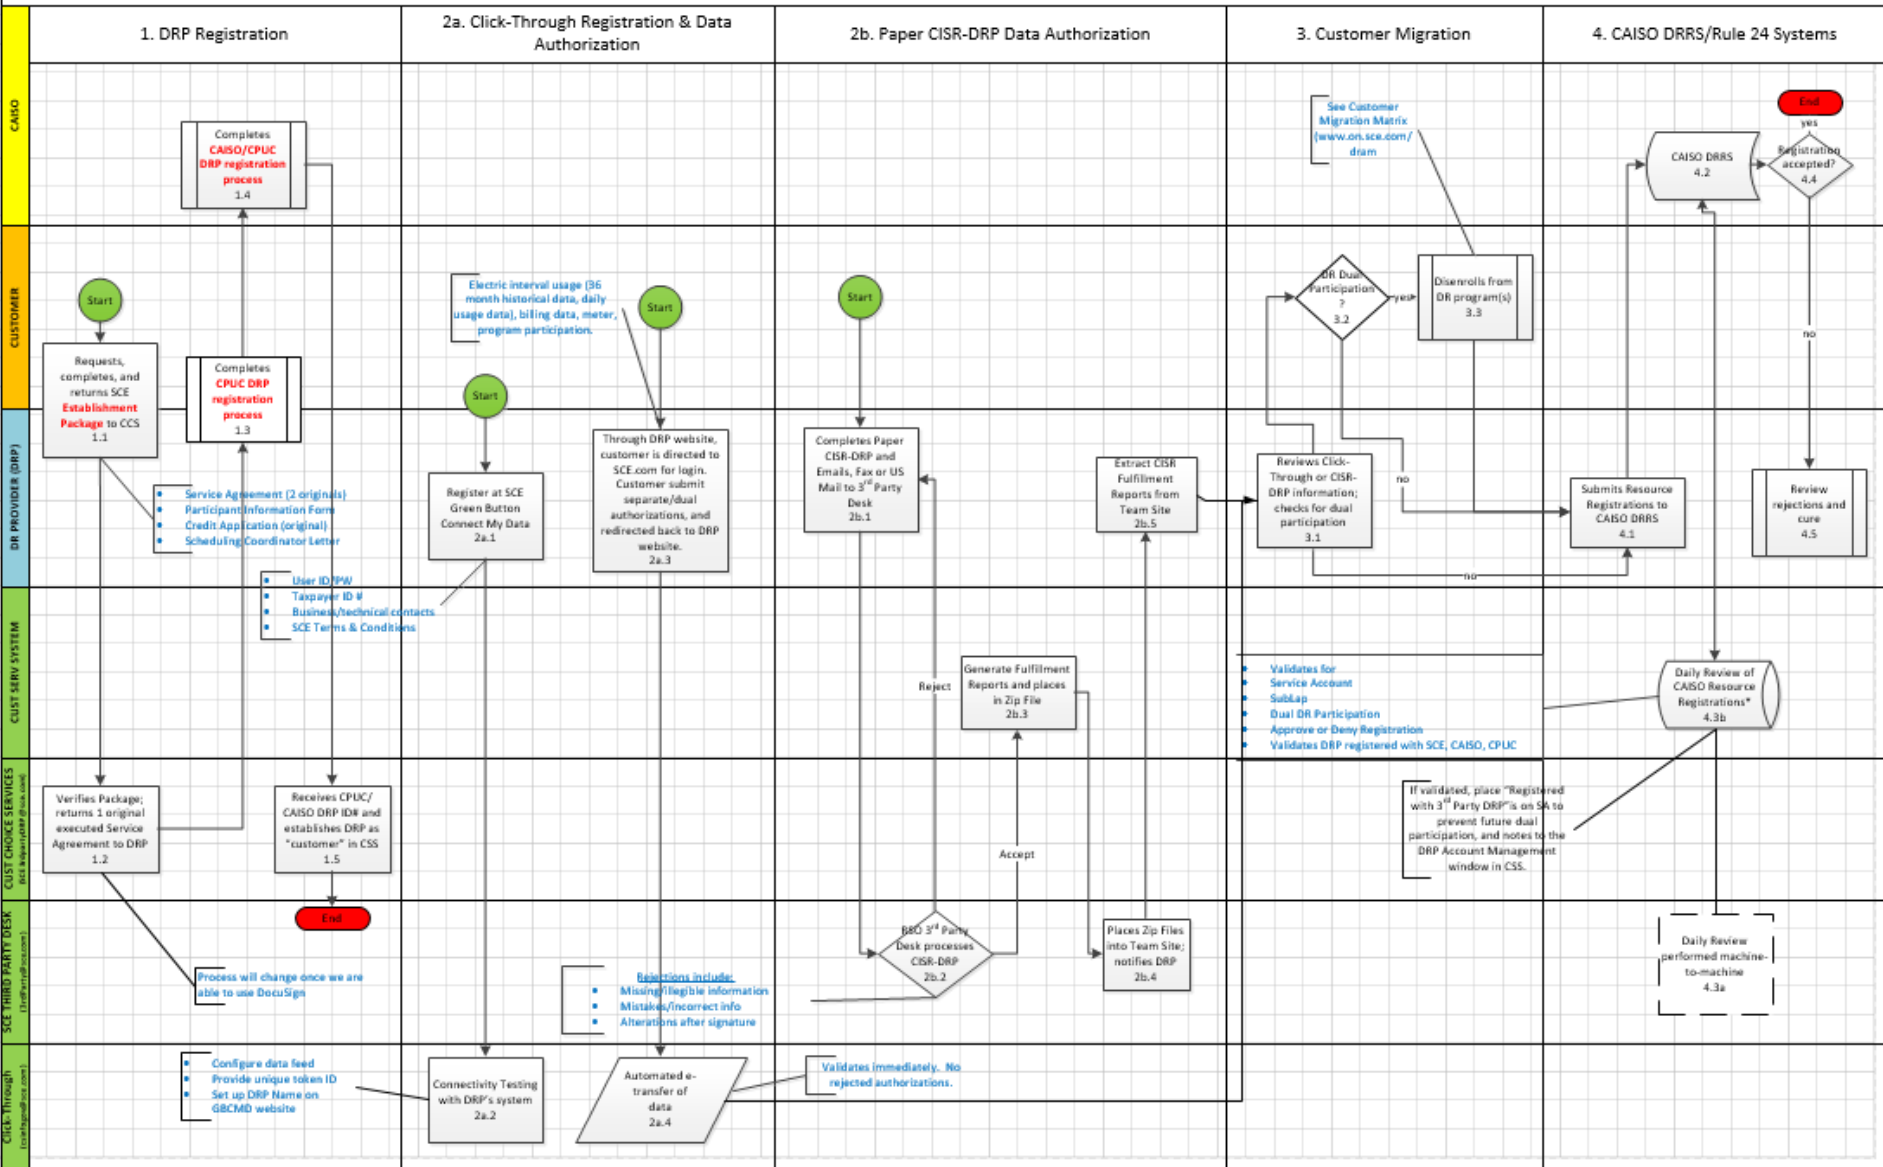 1. DRP Registration
2a. Click-Through Registration & Data
Authorization
2b. Paper CISR-DRP Data Authorization
3. Customer Migration
4. CAISO DRRS/Rule 24 Systems
CAISO
CUSTOMER
DR PROVIDER (DRP)
CUST SERV SYSTEM
CUST CHOICE SERVICES
SCE THIRD PARTY DESK
(3rdParty@sce.com)
Click-Through
Completes
CAISO/CPUC
DRP registration
process
1.4
Start
Requests,
completes, and
returns SCE
Establishment
Package to CCS
1.1
Completes
CPUC DRP
registration
process
1.3
Service Agreement (2 originals)
Participant Information Form
Credit Application (original)
Scheduling Coordinator Letter
Verifies Package;
returns 1 original
executed Service
Agreement to DRP
1.2
Receives CPUC/
CAISO DRP ID# and
establishes DRP as
"customer" in CSS
1.5
End
Process will change once we are
able to use DocuSign
Electric interval usage (36
month historical data, daily
usage data), billing data, meter,
program participation.
Start
Start
Register at SCE
Green Button
Connect My Data
2a.1
Through DRP website,
customer is directed to
SCE.com for login.
Customer submit
separate/dual
authorizations, and
redirected back to DRP
website.
2a.3
User ID/PW
Taxpayer ID #
Business/technical contacts
SCE Terms & Conditions
Configure data feed
Provide unique token ID
Set up DRP Name on
GBCMD website
Connectivity Testing
with DRP's system
2a.2
Automated e-
transfer of
data
2a.4
Validates immediately. No
rejected authorizations.
Rejections include:
Missing/illegible information
Mistakes/incorrect info
Alterations after signature
Start
Completes Paper
CISR-DRP and
Emails, Fax or US
Mail to 3rd Party
Desk
2b.1
Extract CISR
Fulfillment
Reports from
Team Site
2b.5
Reject
Generate Fulfillment
Reports and places
in Zip File
2b.3
Accept
RSO 3rd Party
Desk processes
CISR-DRP
2b.2
Places Zip Files
into Team Site;
notifies DRP
2b.4
See Customer
Migration Matrix
(www.on.sce.com/
dram
DR Dual
Participation
?
3.2
yes
Disenrolls from
DR program(s)
3.3
Reviews Click-
Through or CISR-
DRP information;
checks for dual
participation
3.1
no
no
Validates for
Service Account
SubLap
Dual DR Participation
Approve or Deny Registration
Validates DRP registered with SCE, CAISO, CPUC
If validated, place "Registered
with 3rd Party DRP"is on SA to
prevent future dual
participation, and notes to the
DRP Account Management
window in CSS.
End
yes
CAISO DRRS
4.2
Registration
accepted?
4.4
no
Submits Resource
Registrations to
CAISO DRRS
4.1
Review
rejections and
cure
4.5
Daily Review of
CAISO Resource
Registrations*
4.3b
Daily Review
performed machine-
to-machine
4.3a